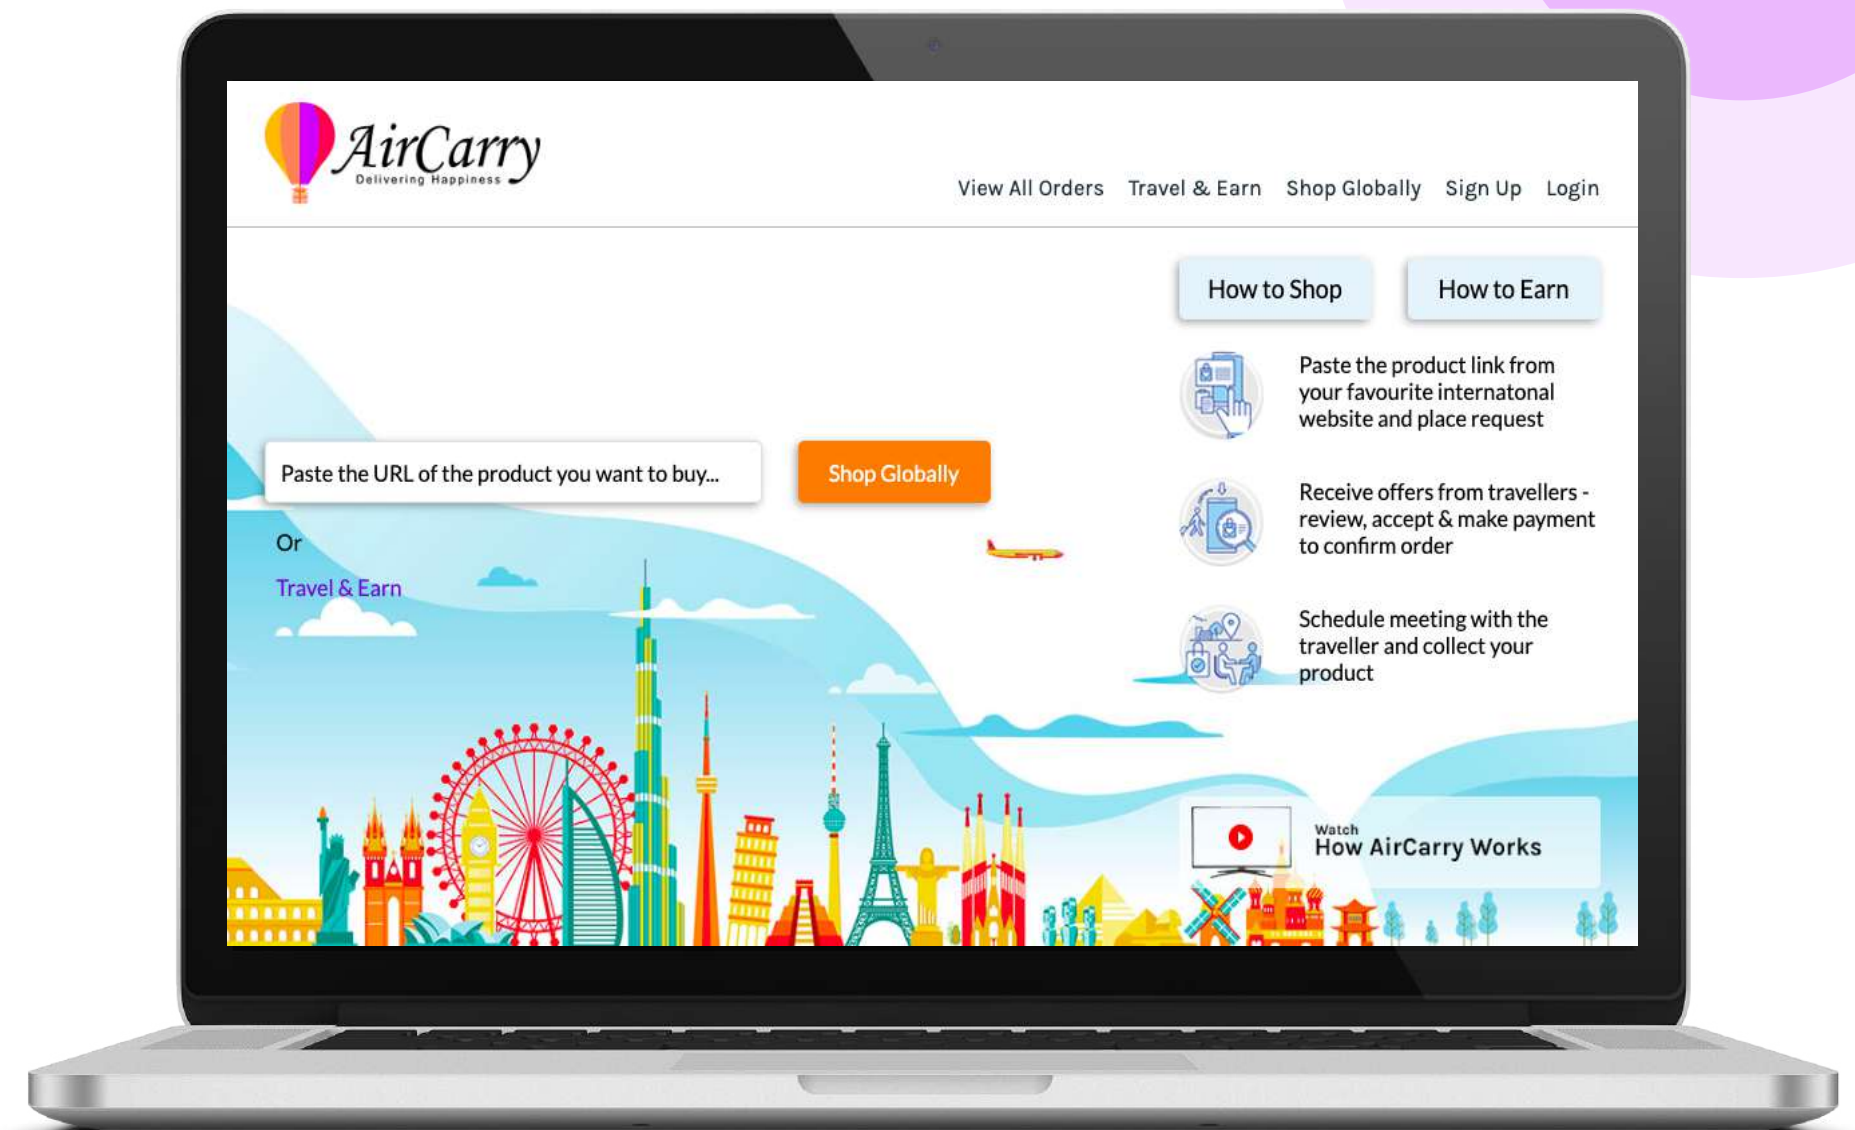 AirCarry
Delivering Happiness
View All Orders Travel & Earn Shop Globally Sign Up Login
How to Shop How to Earn
Paste the product link from
your favourite internatonal
website and place request
Paste the URL of the product you want to buy... Shop Globally
Receive offers from travellers -
review, accept & make payment
to confirm order
Or
Travel & Earn
Schedule meeting with the
traveller and collect your
product
Watch
How AirCarry Works